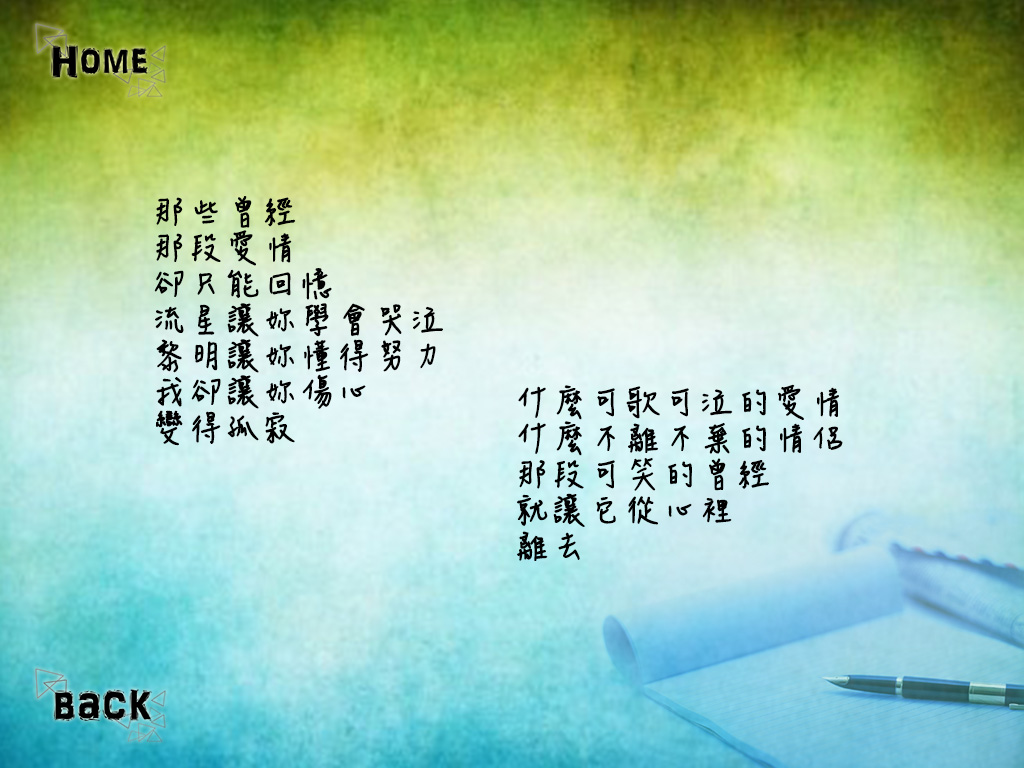 HOME
那些曾經
那段愛情
卻只能回憶
流星讓妳學會哭泣
黎明讓妳懂得努力
我卻讓妳傷心
變得孤寂
什麼可歌可泣的愛情
什麼不離不棄的情侶
那段可笑的曾經
就讓它從心裡
離去
BACK